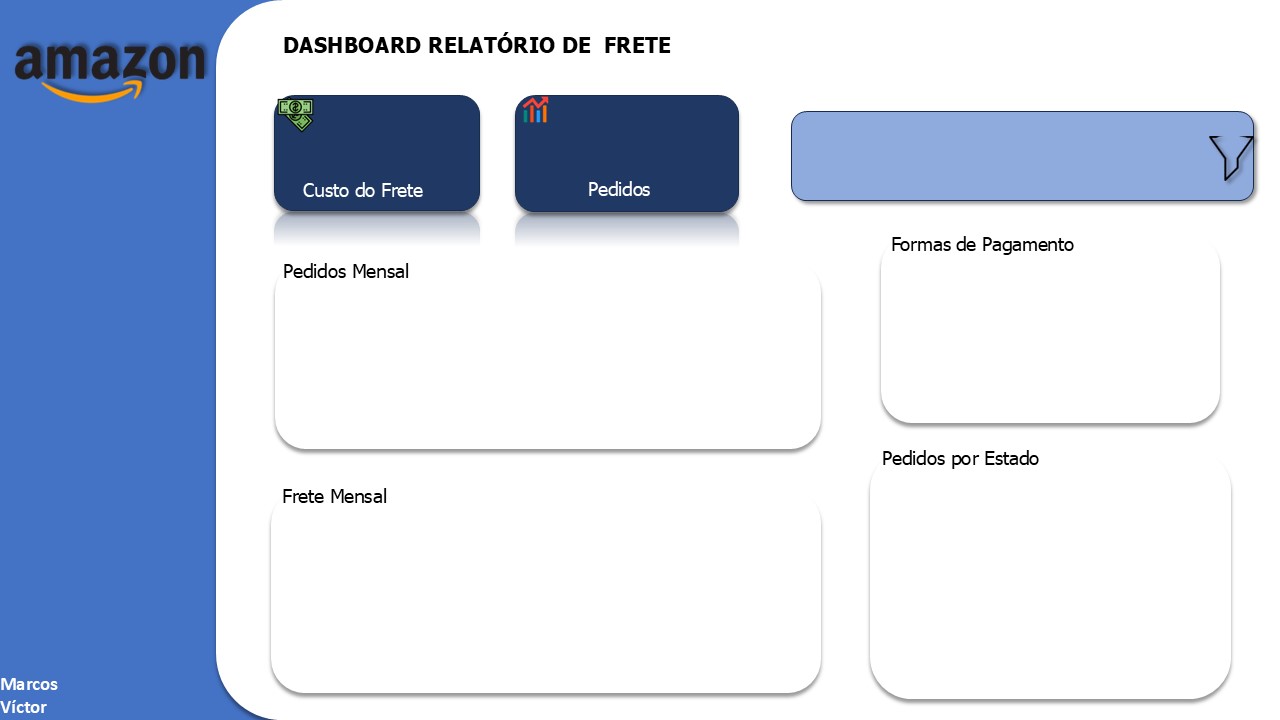 amazon
DASHBOARD RELATÓRIO DE  FRETE
Custo do Frete
Pedidos
Formas de Pagamento
Pedidos Mensal
Pedidos por Estado
Frete Mensal
Marcos
Víctor